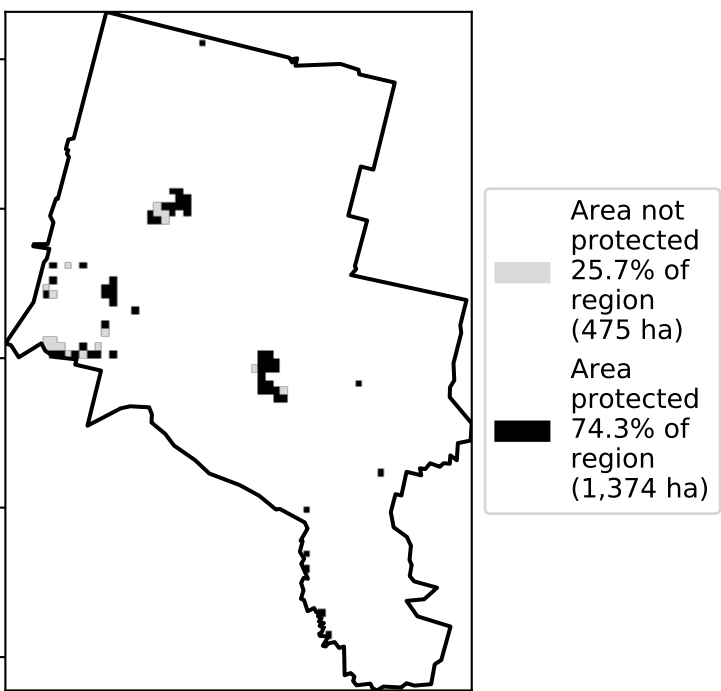 Area not
protected
25.7% of
region
(475 ha)
Area
protected
74.3% of
region
(1,374 ha)